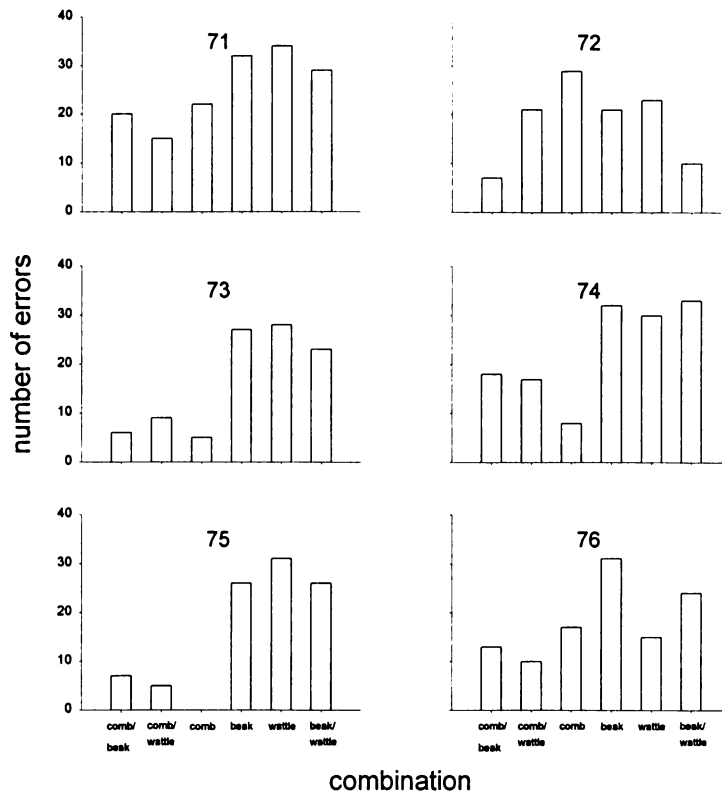 40
30
20
10
0
71
72
number of errors
40
30
20
10
0
73
74
40
30
20
10
0
75
76
comb/
beak
comb/
wattle
comb
beak
wattle
beak/
wattle
comb/
beak
comb/
wattle
comb
beak
wattle
beak/
wattle
combination